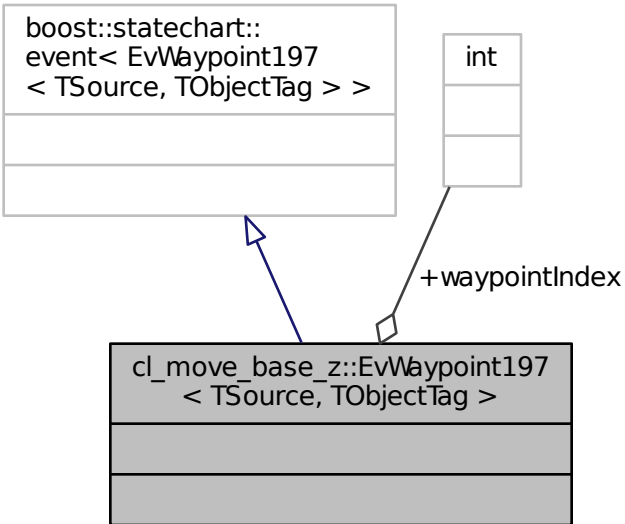 boost::statechart::
event< EvWaypoint197
< TSource, TObjectTag > >
int
+waypointIndex
cl_move_base_z::EvWaypoint197
< TSource, TObjectTag >